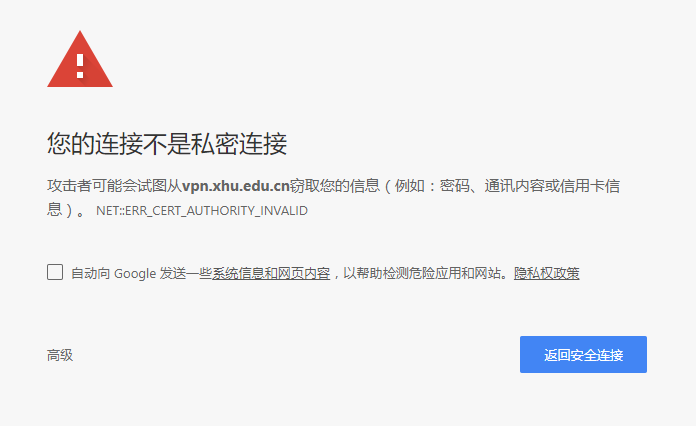 您的连接不是私密连接
攻击者可能会试图从vpn.xhu.edu.cn窃取您的信息（例如：密码、通讯内容或信用卡信
息）。 NET::ERR_CERT_AUTHORITY_INVALID
自动向 Google 发送一些系统信息和网页内容，以帮助检测危险应用和网站。隐私权政策
高级
返回安全连接